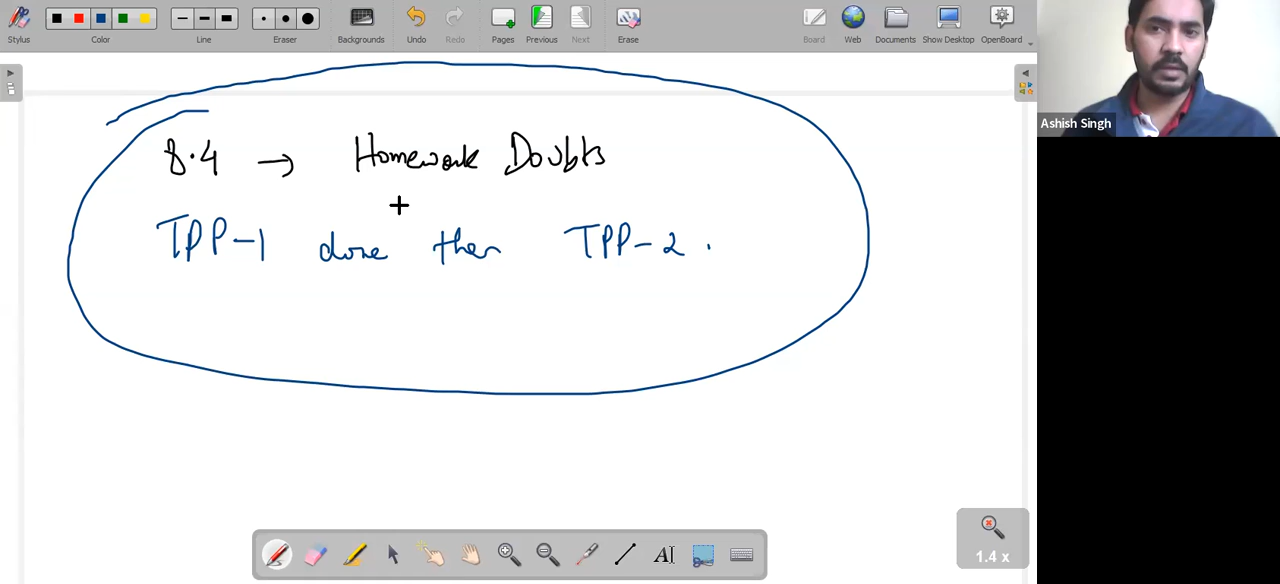 Stylus Color Line Eraser Backgrounds Undo Redo Pages Previous Next Erase Board Web Documents Show Desktop OpenBoard
Ashish Singh
8.4 → Homework Doubts
+
TPP-1 done then TPP-2.
AI
1.4 x